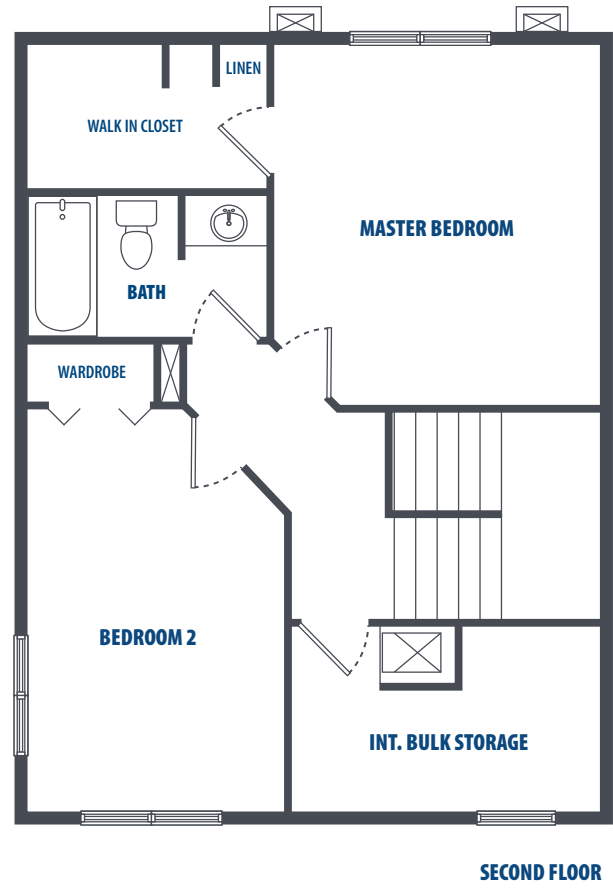 LINEN
WALK IN CLOSET
MASTER BEDROOM
BATH
WARDROBE
BEDROOM 2
INT. BULK STORAGE
SECOND FLOOR